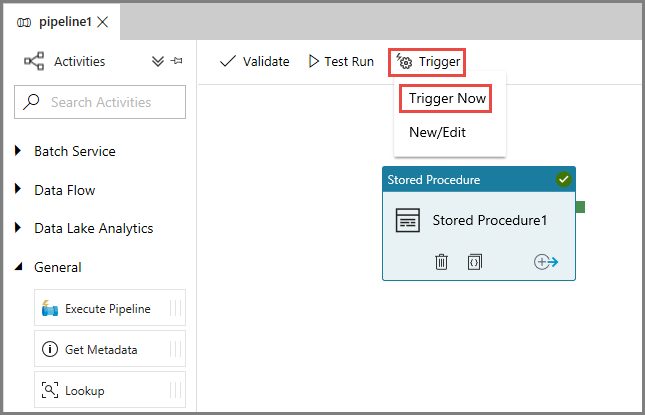 pipeline1
Activities
Validate
Test Run
Trigger
Search Activities
Trigger Now
New/Edit
Batch Service
Data Flow
Data Lake Analytics
General
Execute Pipeline
Get Metadata
Lookup
Stored Procedure
Stored Procedure1